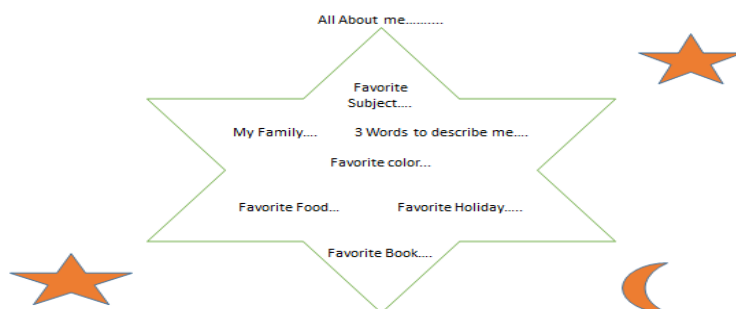 All About me..........
Favorite
Subject....
My Family.... 3 Words to describe me....
Favorite color...
Favorite Food... Favorite Holiday.....
Favorite Book....